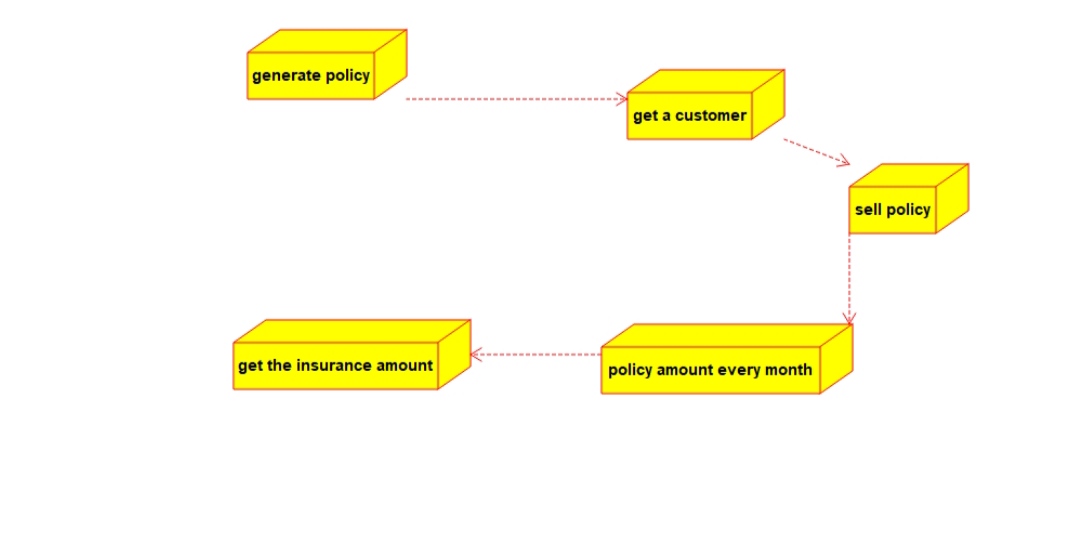 generate policy
get a customer
sell policy
policy amount every month
get the insurance amount